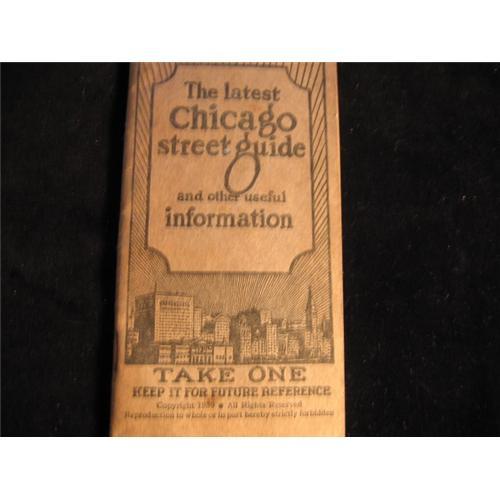 The latest
Chicago
street guide
and other useful
information
TAKE ONE
KEEP IT FOR FUTURE REFERENCE
Copyright • All Rights Reserved
Reproduction in whole or in part hereby strictly forbidden